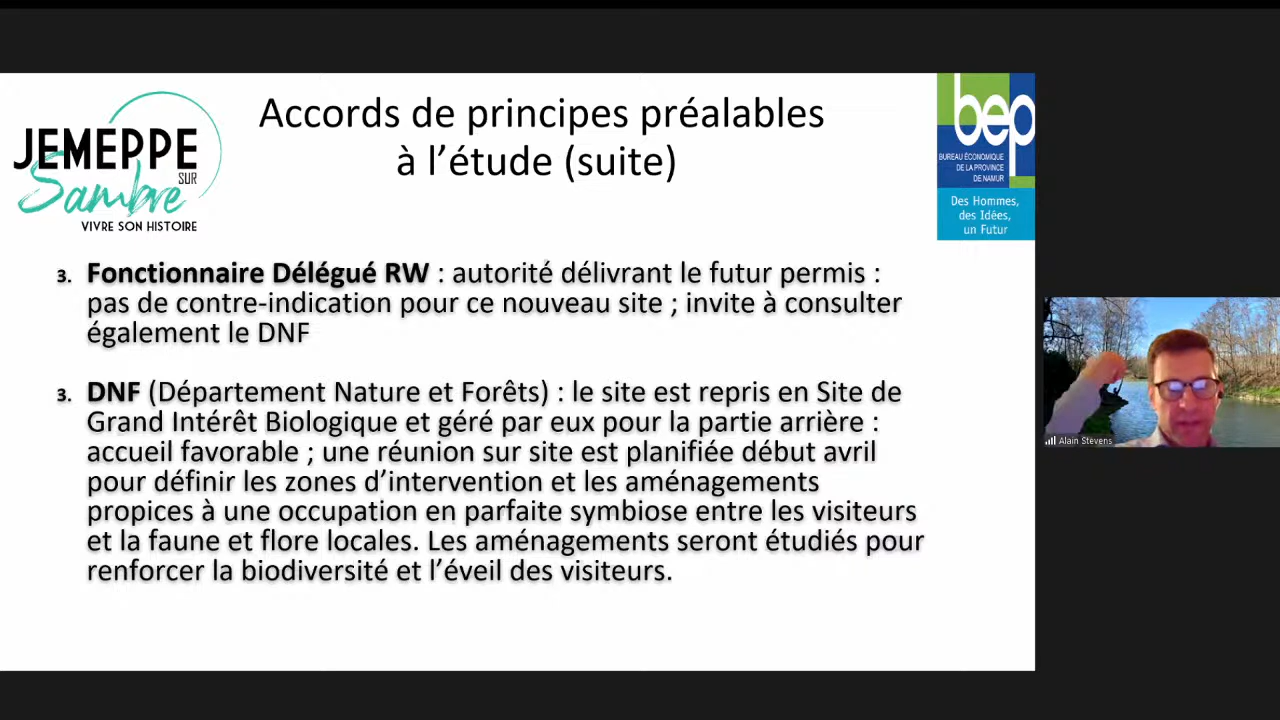 JEMEPPE
SUR
Sambre
VIVRE SON HISTOIRE
Accords de principes préalables
à l’étude (suite)
bep
BUREAU ÉCONOMIQUE
DE LA PROVINCE
DE NAMUR
Des Hommes,
des Idées,
un Futur
3. Fonctionnaire Délégué RW : autorité délivrant le futur permis :
pas de contre-indication pour ce nouveau site ; invite à consulter
également le DNF
3. DNF (Département Nature et Forêts) : le site est repris en Site de
Grand Intérêt Biologique et géré par eux pour la partie arrière :
accueil favorable ; une réunion sur site est planifiée début avril
pour définir les zones d’intervention et les aménagements
propices à une occupation en parfaite symbiose entre les visiteurs
et la faune et flore locales. Les aménagements seront étudiés pour
renforcer la biodiversité et l’éveil des visiteurs.
Alain Stevens